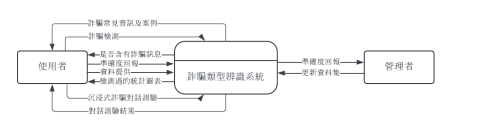 詐騙常見資訊及案例
詐騙檢測
是否含有詐騙訊息
準確度回報
資料提供
檢測過的統計圖表
沉浸式詐騙對話測驗
對話測驗結果
使用者
詐騙類型辨識系統
準確度回報
更新資料集
管理者